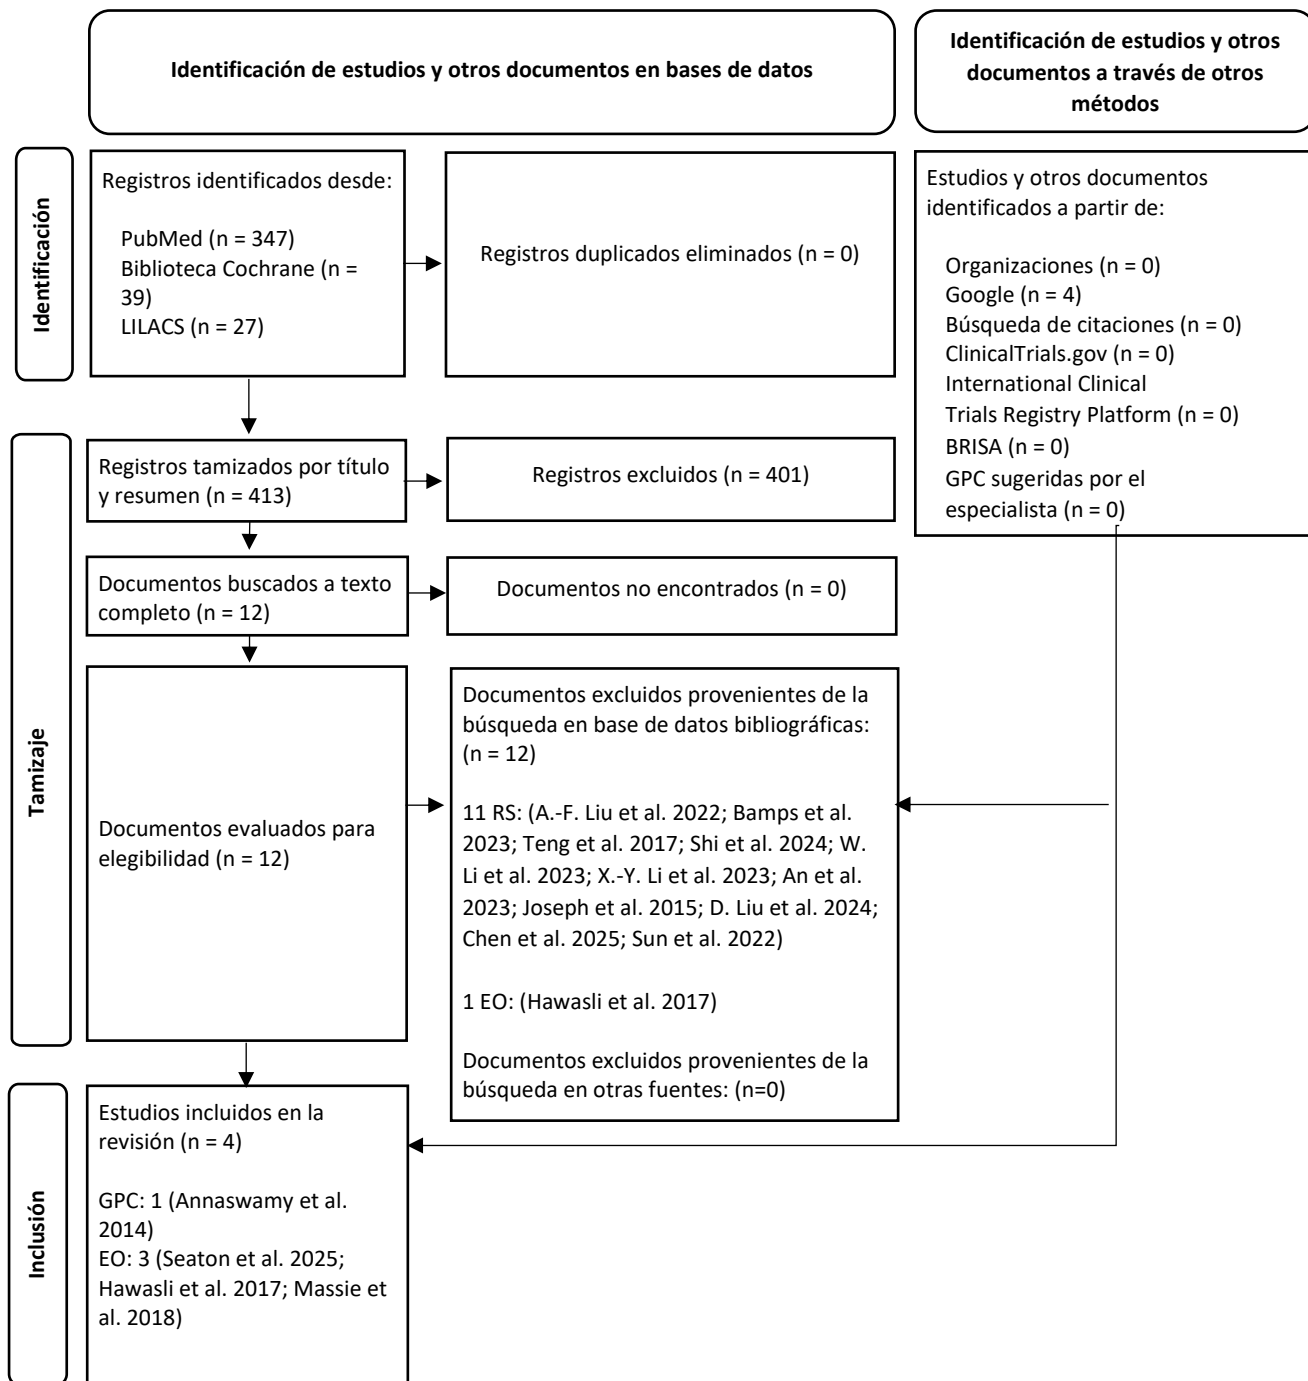 Identificación de estudios y otros documentos en bases de datos
Identificación de estudios y otros
documentos a través de otros
métodos
Identificación
Registros identificados desde:
PubMed (n = 347)
Biblioteca Cochrane (n =
39)
LILACS (n = 27)
Registros duplicados eliminados (n = 0)
Estudios y otros documentos
identificados a partir de:
Organizaciones (n = 0)
Google (n = 4)
Búsqueda de citaciones (n = 0)
ClinicalTrials.gov (n = 0)
International Clinical
Trials Registry Platform (n = 0)
BRISA (n = 0)
GPC sugeridas por el
especialista (n = 0)
Tamizaje
Registros tamizados por título
y resumen (n = 413)
Registros excluidos (n = 401)
Documentos buscados a texto
completo (n = 12)
Documentos no encontrados (n = 0)
Documentos evaluados para
elegibilidad (n = 12)
Documentos excluidos provenientes de la
búsqueda en base de datos bibliográficas:
(n = 12)
11 RS: (A.-F. Liu et al. 2022; Bamps et al.
2023; Teng et al. 2017; Shi et al. 2024; W.
Li et al. 2023; X.-Y. Li et al. 2023; An et al.
2023; Joseph et al. 2015; D. Liu et al. 2024;
Chen et al. 2025; Sun et al. 2022)
1 EO: (Hawasli et al. 2017)
Documentos excluidos provenientes de la
búsqueda en otras fuentes: (n=0)
Inclusión
Estudios incluidos en la
revisión (n = 4)
GPC: 1 (Annaswamy et al.
2014)
EO: 3 (Seaton et al. 2025;
Hawasli et al. 2017; Massie et
al. 2018)